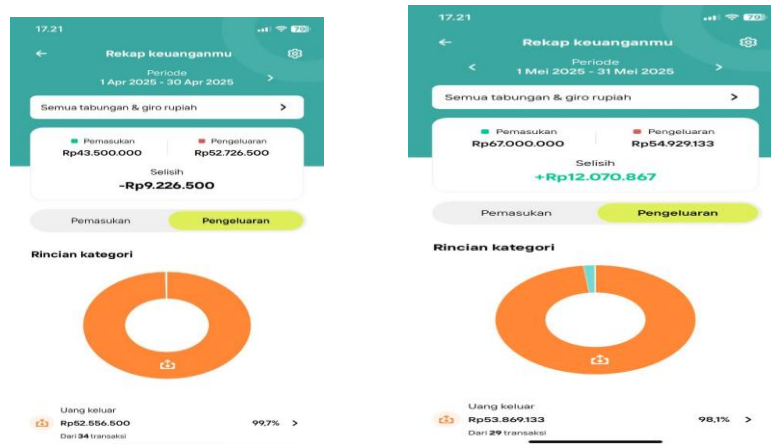 17.21
70
Rekap keuanganmu
Periode
1 Apr 2025 - 30 Apr 2025
Semua tabungan & giro rupiah
Pemasukan
Pengeluaran
Rp43.500.000
Rp52.726.500
Selisih
-Rp9.226.500
Pemasukan
Pengeluaran
Rincian kategori
Uang keluar
Rp52.556.500
99,7%
Dari 34 transaksi
17.21
70
Rekap keuanganmu
Periode
1 Mei 2025 - 31 Mei 2025
Semua tabungan & giro rupiah
Pemasukan
Pengeluaran
Rp67.000.000
Rp54.929.133
Selisih
+Rp12.070.867
Pemasukan
Pengeluaran
Rincian kategori
Uang keluar
Rp53.869.133
98,1%
Dari 29 transaksi